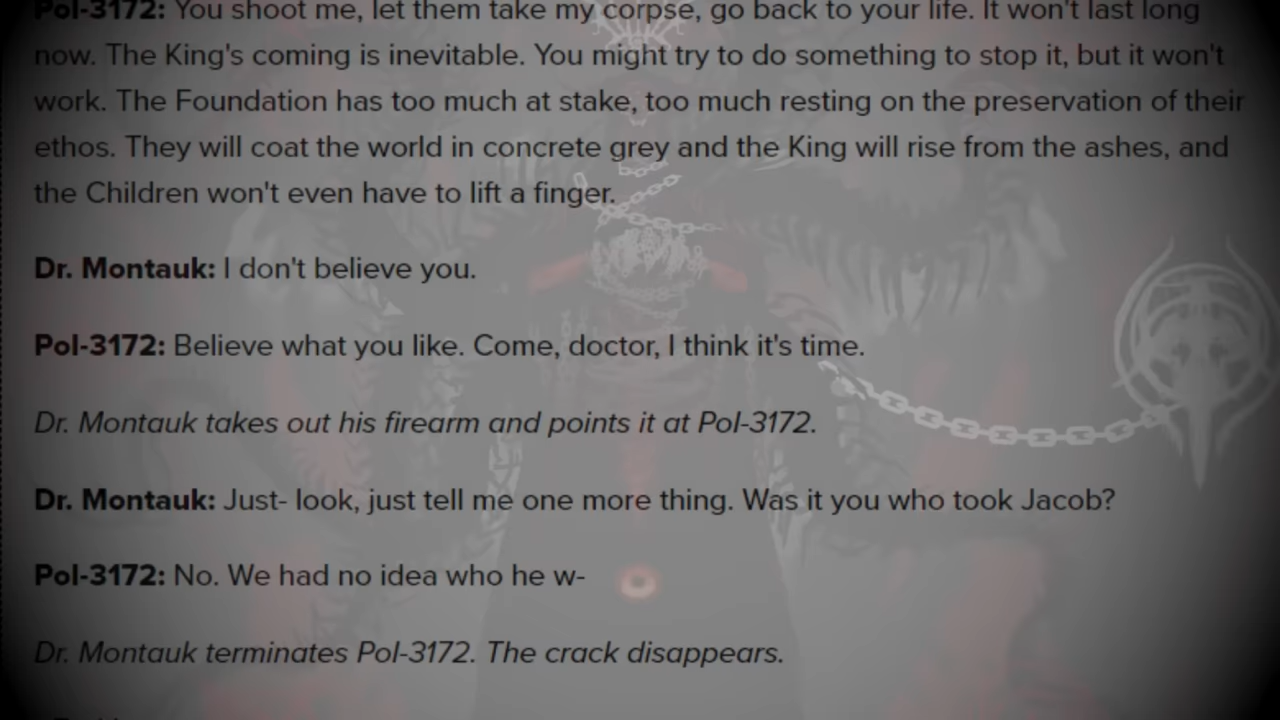 Pol-3172: You shoot me, let them take my corpse, go back to your life. It won't last long
now. The King's coming is inevitable. You might try to do something to stop it, but it won't
work. The Foundation has too much at stake, too much resting on the preservation of their
ethos. They will coat the world in concrete grey and the King will rise from the ashes, and
the Children won't even have to lift a finger.
Dr. Montauk: I don't believe you.
Pol-3172: Believe what you like. Come, doctor, I think it's time.
Dr. Montauk takes out his firearm and points it at Pol-3172.
Dr. Montauk: Just- look, just tell me one more thing. Was it you who took Jacob?
Pol-3172: No. We had no idea who he w-
Dr. Montauk terminates Pol-3172. The crack disappears.